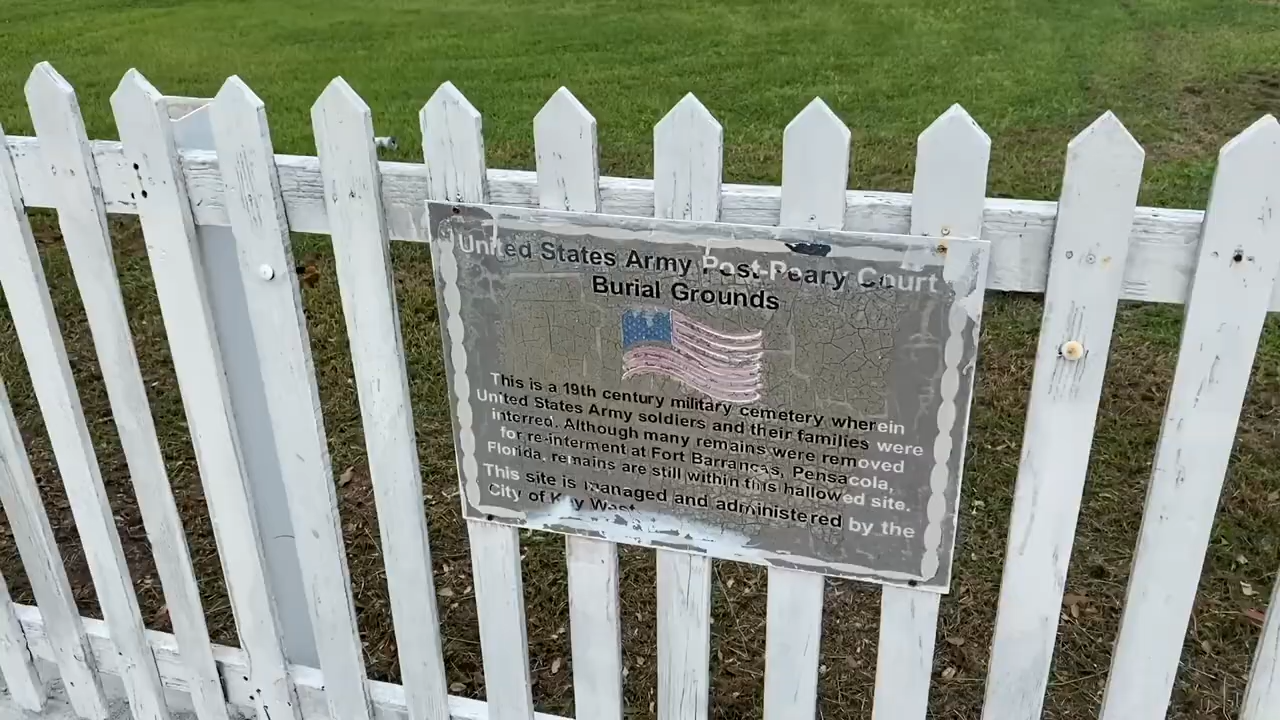 United States Army Post-Peary Court
Burial Grounds
This is a 19th century military cemetery wherein
United States Army soldiers and their families were
interred. Although many remains were removed
for re-interment at Fort Barrancas, Pensacola,
Florida, remains are still within this hallowed site.
This site is managed and administered by the
City of Key West